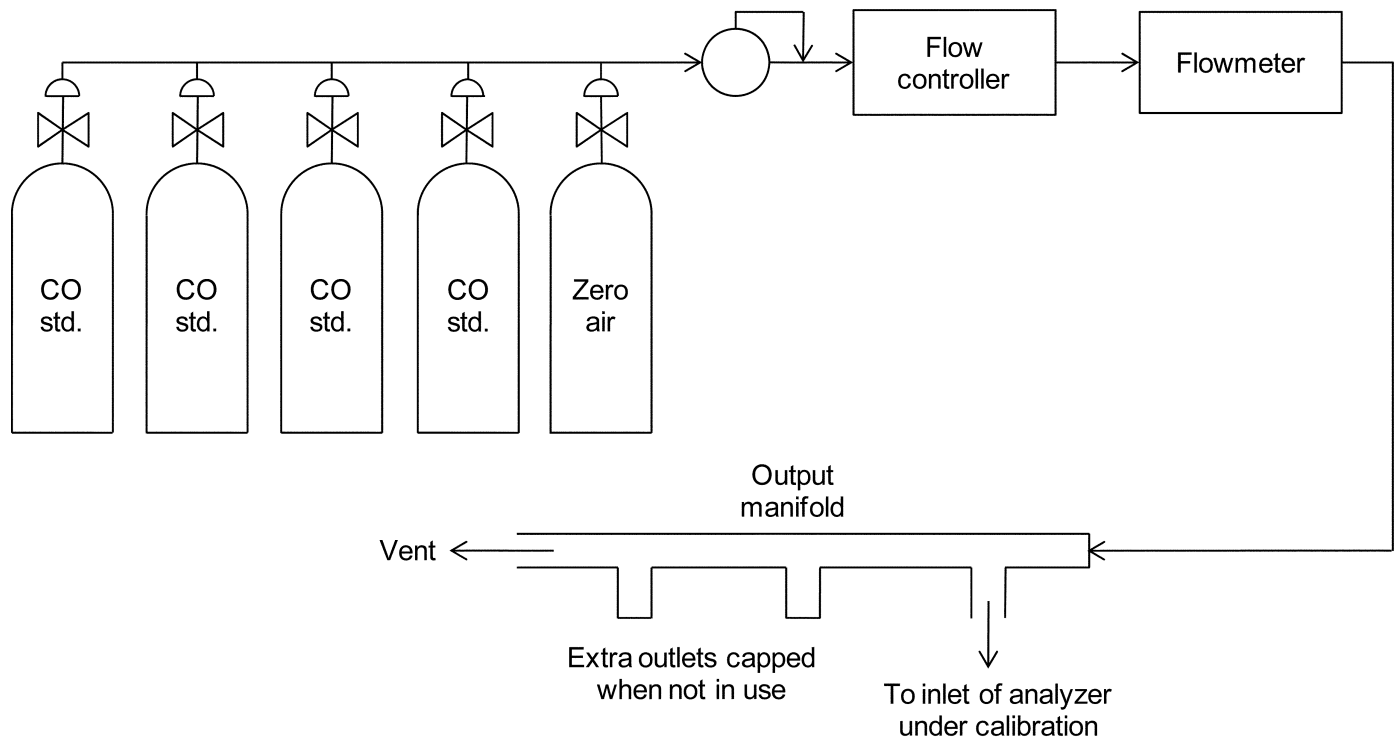 Flow
controller
Flowmeter
CO
std.
CO
std.
CO
std.
CO
std.
Zero
air
Output
manifold
Vent
Extra outlets capped
when not in use
To inlet of analyzer
under calibration